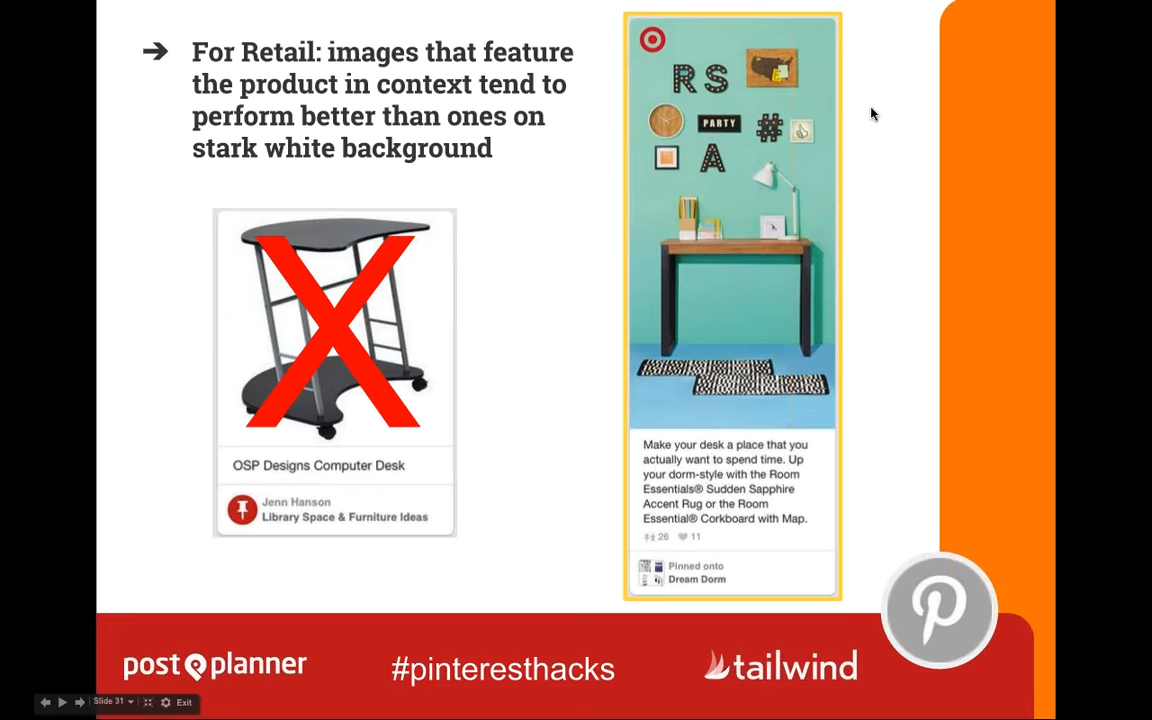 ➔ For Retail: images that feature
the product in context tend to
perform better than ones on
stark white background
OSP Designs Computer Desk
Jenn Hanson
Library Space & Furniture Ideas
R S
PARTY #
A
Make your desk a place that you
actually want to spend time. Up
your dorm-style with the Room
Essentials® Sudden Sapphire
Accent Rug or the Room
Essential® Corkboard with Map.
26 11
Pinned onto
Dream Dorm
post planner
#pinteresthacks
tailwind
Slide 31
Exit